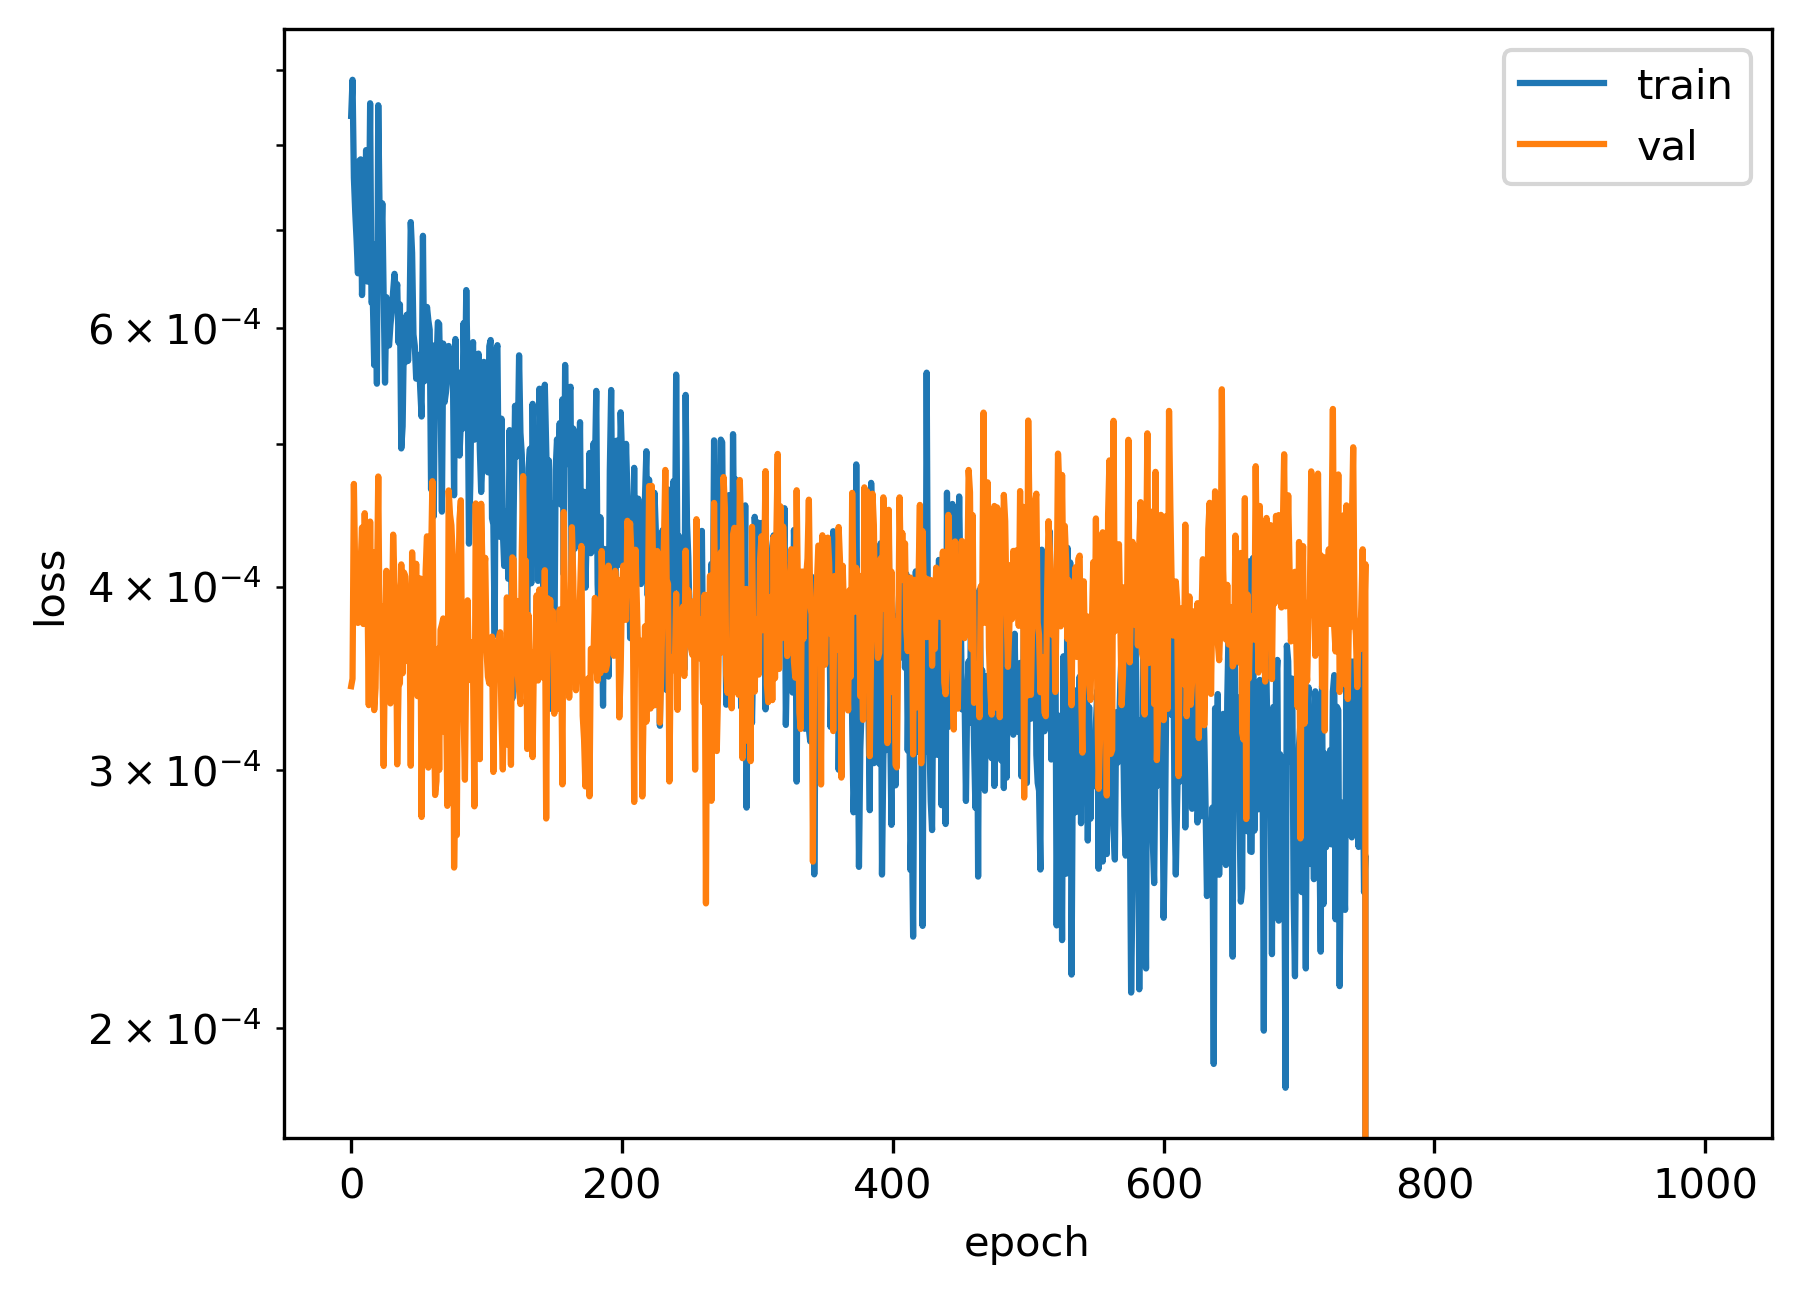 train
val
6 × 10⁻⁴
4 × 10⁻⁴
3 × 10⁻⁴
2 × 10⁻⁴
loss
0 200 400 600 800 1000
epoch